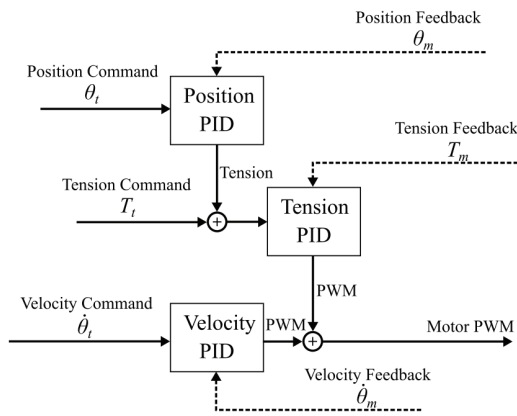 Position Feedback
θₘ
Position Command
θₜ
Position
PID
Tension Feedback
Tₘ
Tension
Tension Command
Tₜ
+
Tension
PID
PWM
Velocity Command
θ̇ₜ
Velocity
PID
PWM
+
Motor PWM
Velocity Feedback
θ̇ₘ